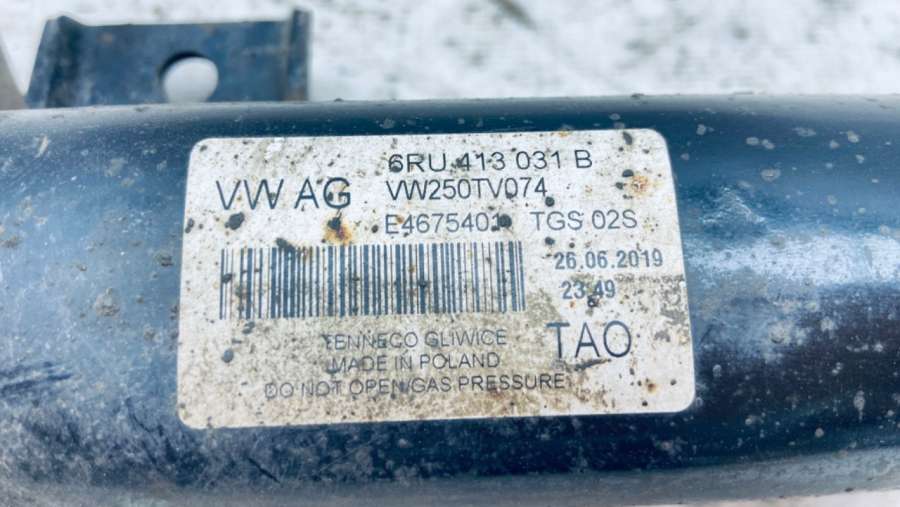 6RU 413 031 B
VW AG VW250TV074
E4675401 TGS 02S
26.06.2019
23:49
TENNECO GLIWICE
MADE IN POLAND
TAO
DO NOT OPEN/GAS PRESSURE